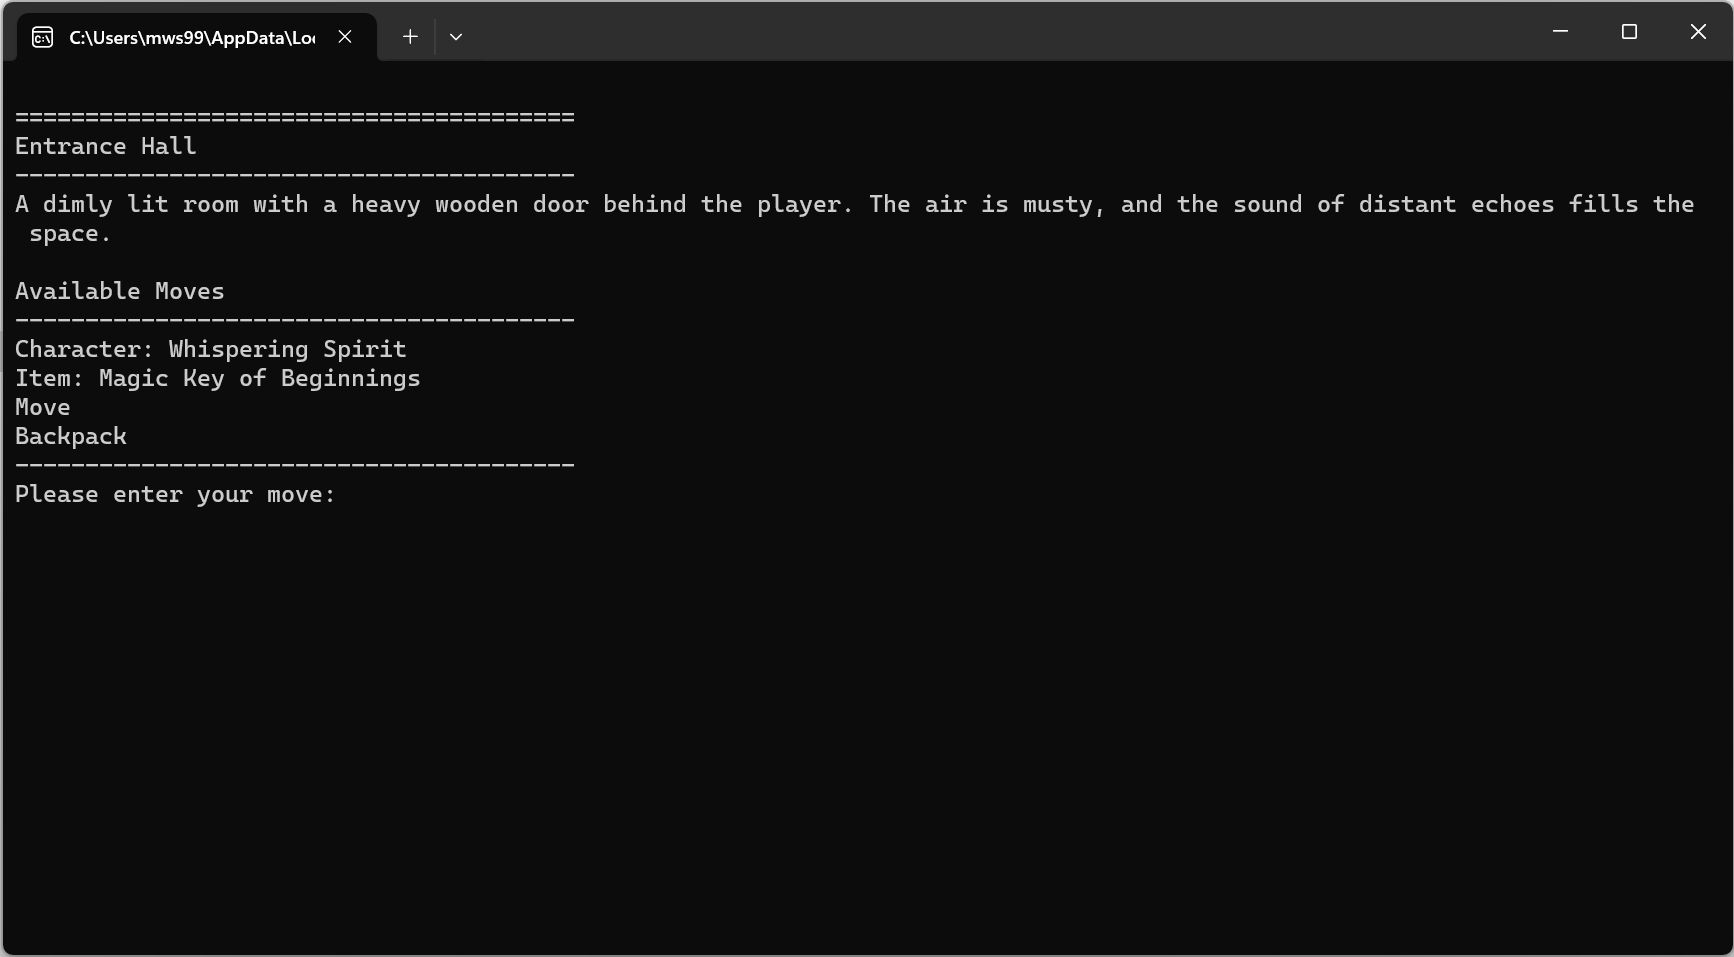 C:\Users\mws99\AppData\Loc
========================================
Entrance Hall
----------------------------------------
A dimly lit room with a heavy wooden door behind the player. The air is musty, and the sound of distant echoes fills the
space.
Available Moves
----------------------------------------
Character: Whispering Spirit
Item: Magic Key of Beginnings
Move
Backpack
----------------------------------------
Please enter your move: